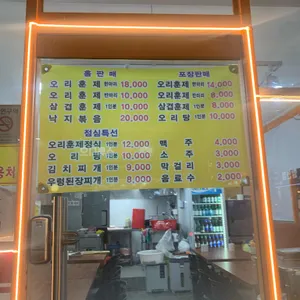 홀판매
오리훈제 한마리 18,000
오리훈제 반마리 10,000
삼겹훈제 1인분 10,000
낙지볶음 20,000
포장판매
오리훈제 한마리 14,000
오리훈제 반마리 8,000
삼겹훈제 1인분 8,000
오리탕 10,000
점심특선
오리훈제정식 1인분 12,000
오리탕 1인분 10,000
김치찌개 1인분 9,000
우렁된장찌개 1인분 8,000
맥주 4,000
소주 3,000
막걸리 3,000
음료수 2,000